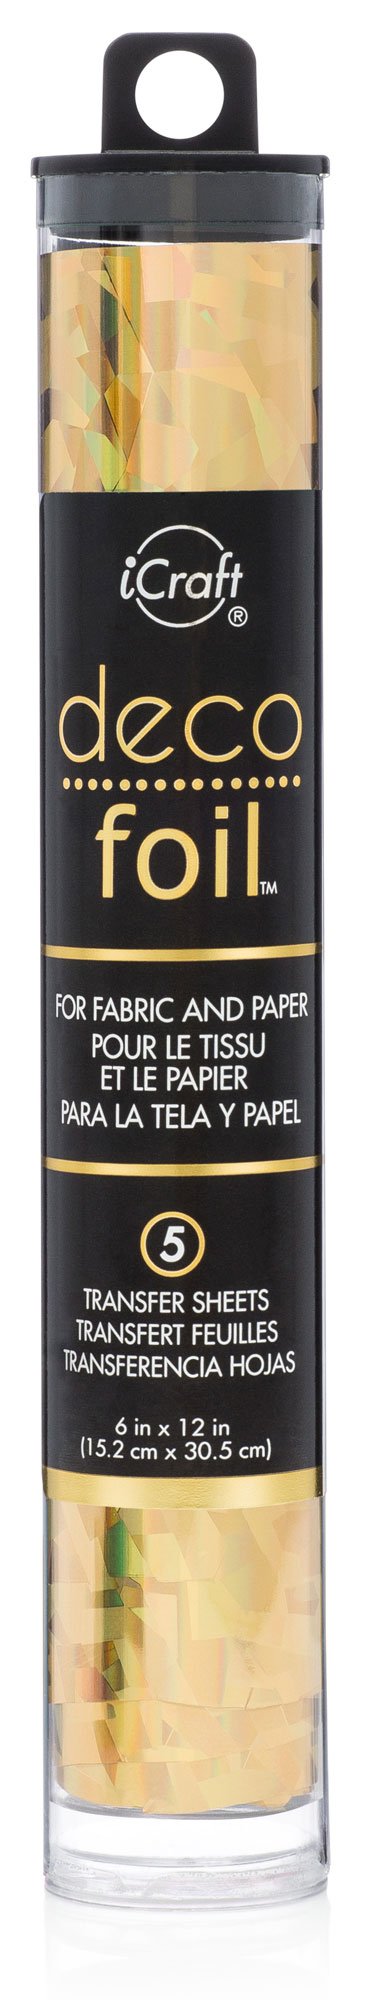 iCraft®
deco
foil™
FOR FABRIC AND PAPER
POUR LE TISSU
ET LE PAPIER
PARA LA TELA Y PAPEL
5
TRANSFER SHEETS
TRANSFERT FEUILLES
TRANSFERENCIA HOJAS
6 in x 12 in
(15.2 cm x 30.5 cm)